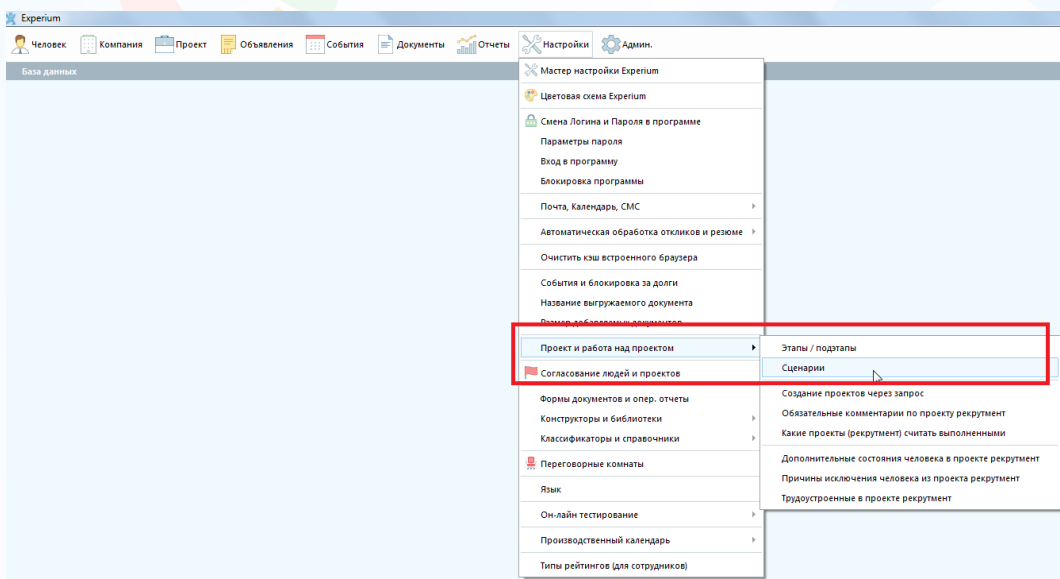 Experium
Человек Компания Проект Объявления События Документы Отчеты Настройки Админ.
База данных
Мастер настройки Experium
Цветовая схема Experium
Смена Логина и Пароля в программе
Параметры пароля
Вход в программу
Блокировка программы
Почта, Календарь, СМС
Автоматическая обработка откликов и резюме
Очистить кэш встроенного браузера
События и блокировка за долги
Название выгружаемого документа
Размер добавляемых документов
Проект и работа над проектом
Согласование людей и проектов
Формы документов и опер. отчеты
Конструкторы и библиотеки
Классификаторы и справочники
Переговорные комнаты
Язык
Он-лайн тестирование
Производственный календарь
Типы рейтингов (для сотрудников)
Этапы / подэтапы
Сценарии
Создание проектов через запрос
Обязательные комментарии по проекту рекрутмент
Какие проекты (рекрутмент) считать выполненными
Дополнительные состояния человека в проекте рекрутмент
Причины исключения человека из проекта рекрутмент
Трудоустроенные в проекте рекрутмент